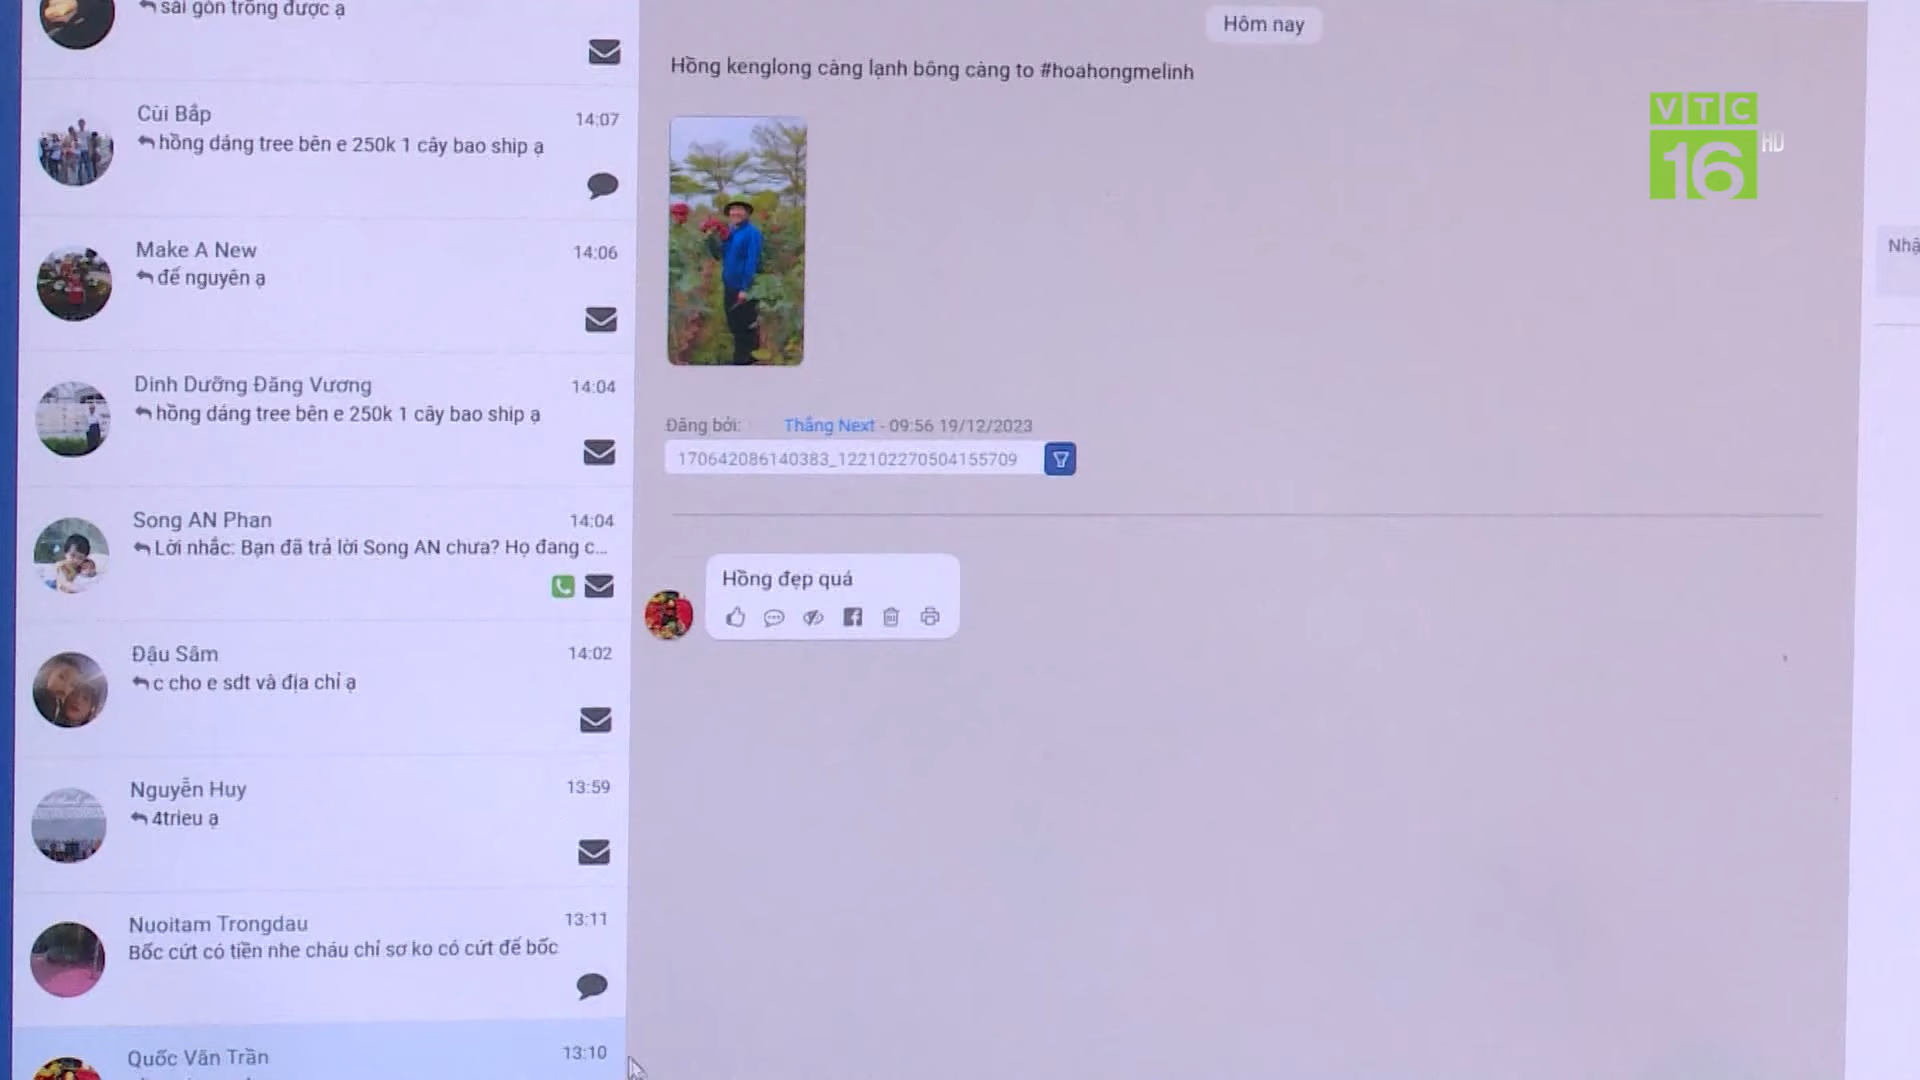 sài gòn trồng được ạ
Cùi Bắp
14:07
hồng dáng tree bên e 250k 1 cây bao ship ạ
Make A New
14:06
đế nguyên ạ
Dinh Dưỡng Đăng Vương
14:04
hồng dáng tree bên e 250k 1 cây bao ship ạ
Song AN Phan
14:04
Lời nhắc: Bạn đã trả lời Song AN chưa? Họ đang c...
Đậu Sâm
14:02
c cho e sdt và địa chỉ ạ
Nguyễn Huy
13:59
4trieu ạ
Nuoitam Trongdau
13:11
Bốc cứt có tiền nhe cháu chỉ sơ ko có cứt để bốc
Quốc Văn Trần
13:10
Hôm nay
Hồng kenglong càng lạnh bông càng to #hoahongmelinh
Đăng bởi: Thắng Next - 09:56 19/12/2023
170642086140383_122102270504155709
Hồng đẹp quá
VTC
16 HD
Nhậ